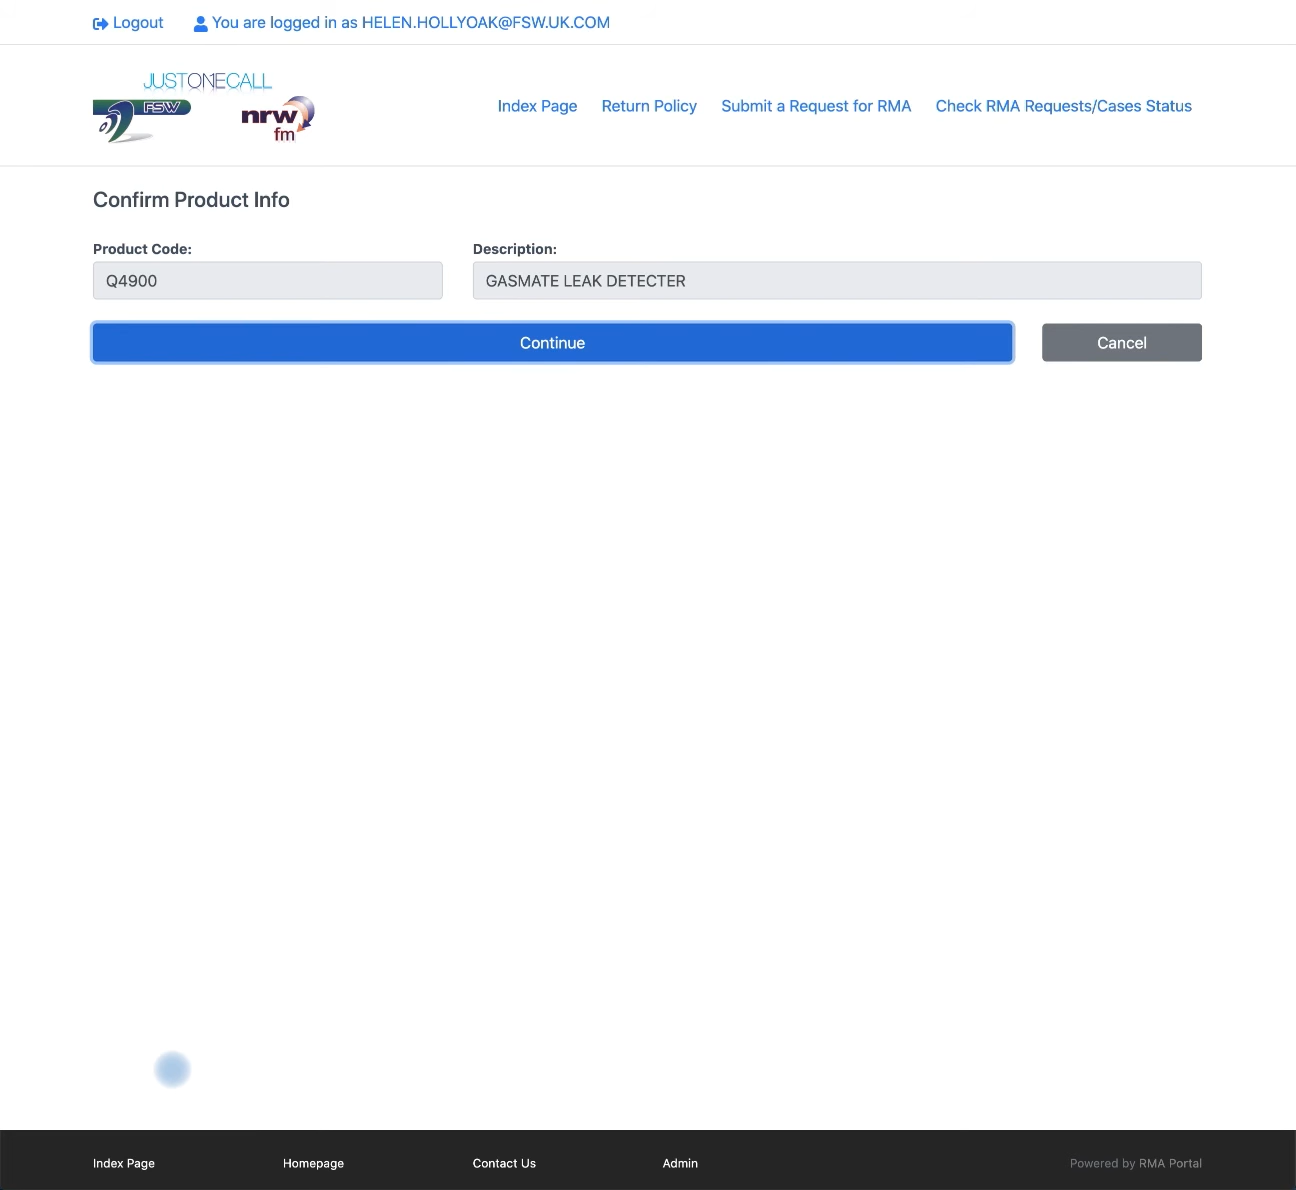 Logout
You are logged in as HELEN.HOLLYOAK@FSW.UK.COM
JUSTONECALL
FSW
nrw
fm
Index Page
Return Policy
Submit a Request for RMA
Check RMA Requests/Cases Status
Confirm Product Info
Product Code:
Description:
Q4900
GASMATE LEAK DETECTER
Continue
Cancel
Index Page
Homepage
Contact Us
Admin
Powered by RMA Portal